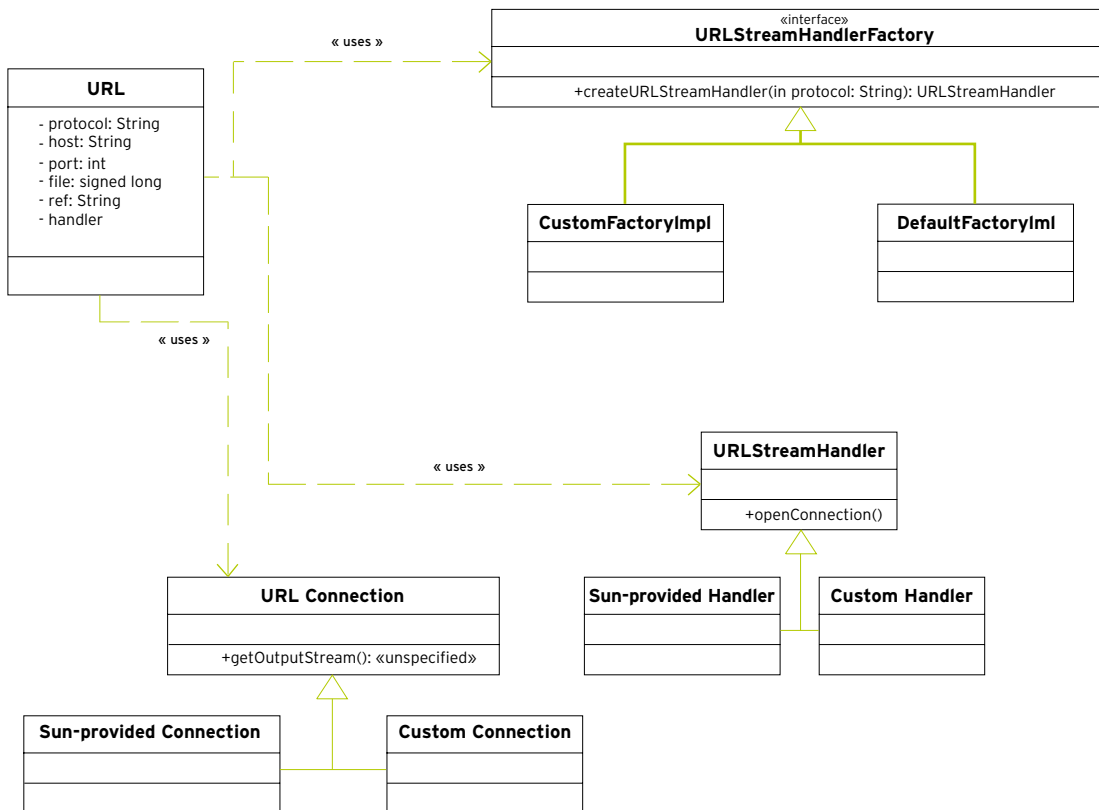 «interface»
URLStreamHandlerFactory
+createURLStreamHandler(in protocol: String): URLStreamHandler
« uses »
URL
- protocol: String
- host: String
- port: int
- file: signed long
- ref: String
- handler
CustomFactoryImpl
DefaultFactoryIml
« uses »
URLStreamHandler
+openConnection()
« uses »
URL Connection
+getOutputStream(): «unspecified»
Sun-provided Handler
Custom Handler
Sun-provided Connection
Custom Connection